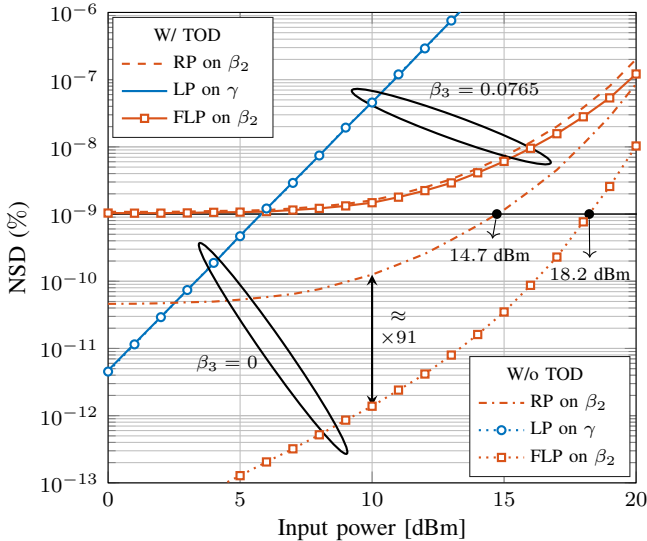 10⁻⁶
10⁻⁷
10⁻⁸
10⁻⁹
10⁻¹⁰
10⁻¹¹
10⁻¹²
10⁻¹³
NSD (%)
W/ TOD
RP on β₂
LP on γ
FLP on β₂
β₃ = 0.0765
14.7 dBm
18.2 dBm
≈
×91
β₃ = 0
W/o TOD
RP on β₂
LP on γ
FLP on β₂
0 5 10 15 20
Input power [dBm]